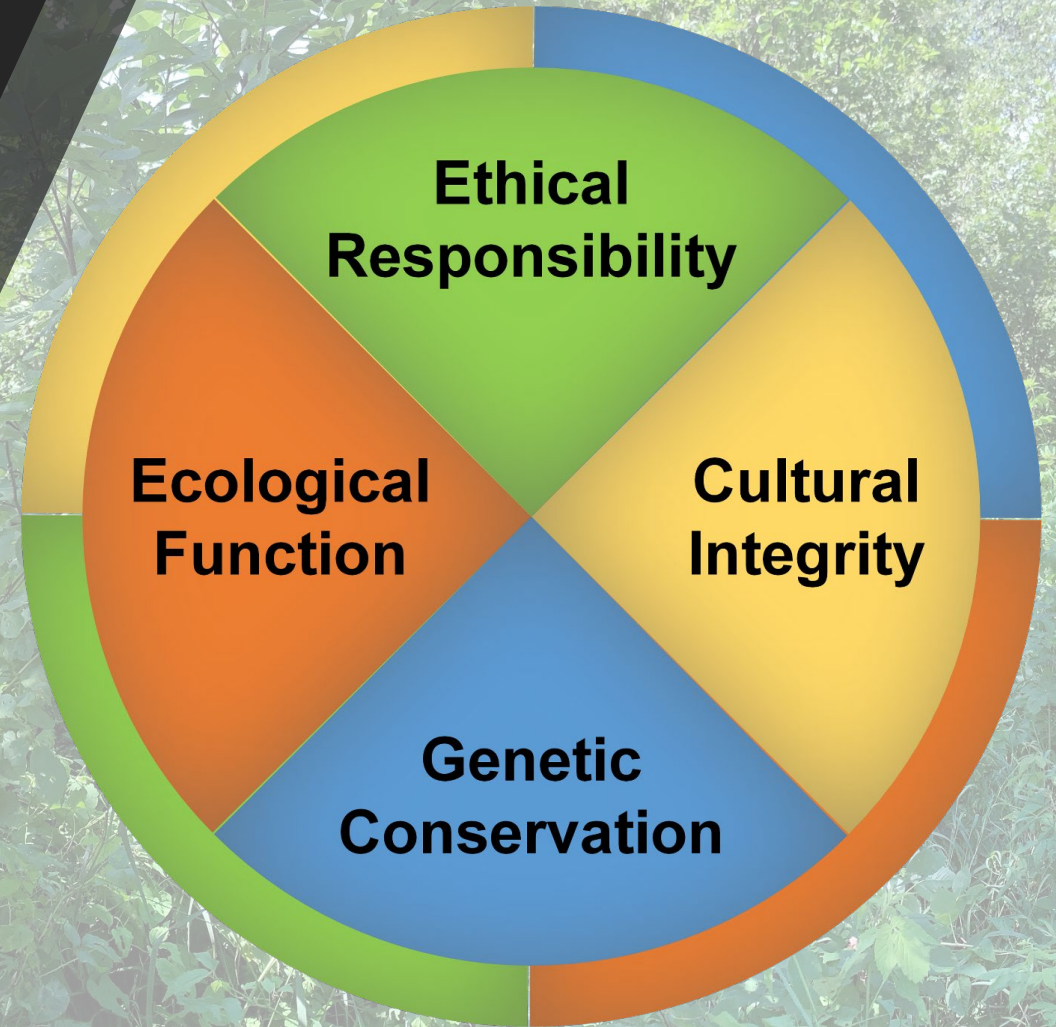 Ethical
Responsibility
Ecological
Function
Cultural
Integrity
Genetic
Conservation